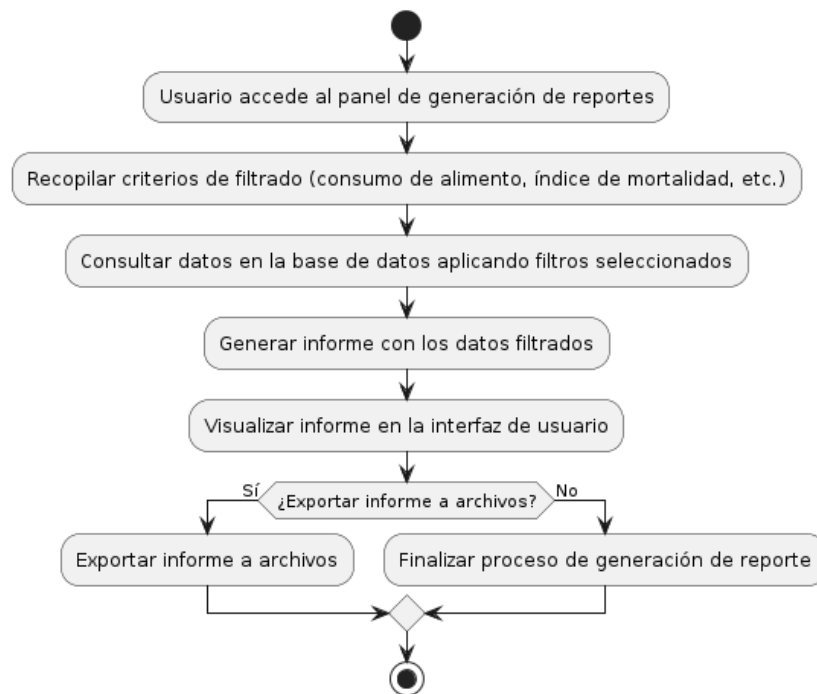 Usuario accede al panel de generación de reportes
Recopilar criterios de filtrado (consumo de alimento, índice de mortalidad, etc.)
Consultar datos en la base de datos aplicando filtros seleccionados
Generar informe con los datos filtrados
Visualizar informe en la interfaz de usuario
Sí
¿Exportar informe a archivos?
No
Exportar informe a archivos
Finalizar proceso de generación de reporte